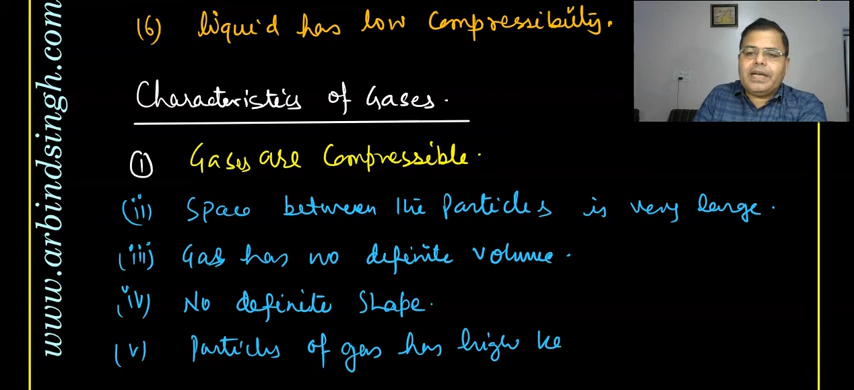 (6) liquid has low compressibility.
Characteristics of Gases.
(1) Gases are Compressible.
(ii) Space between the Particles is very large.
(iii) Gas has no definite volume.
(iv) No definite Shape.
(v) Particles of gas has high KE
www.arbindsingh.com